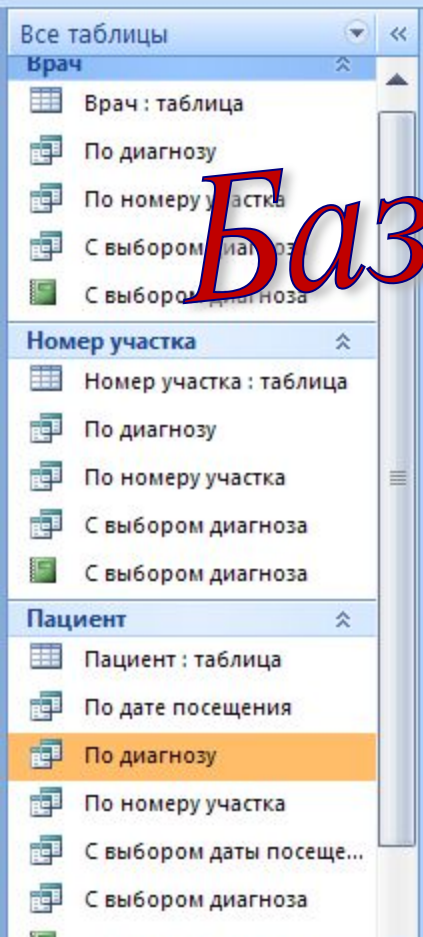 Все таблицы
Врач
Врач : таблица
По диагнозу
По номеру участка
С выбором диагноза
С выбором диагноза
Баз
Номер участка
Номер участка : таблица
По диагнозу
По номеру участка
С выбором диагноза
С выбором диагноза
Пациент
Пациент : таблица
По дате посещения
По диагнозу
По номеру участка
С выбором даты посеще...
С выбором диагноза